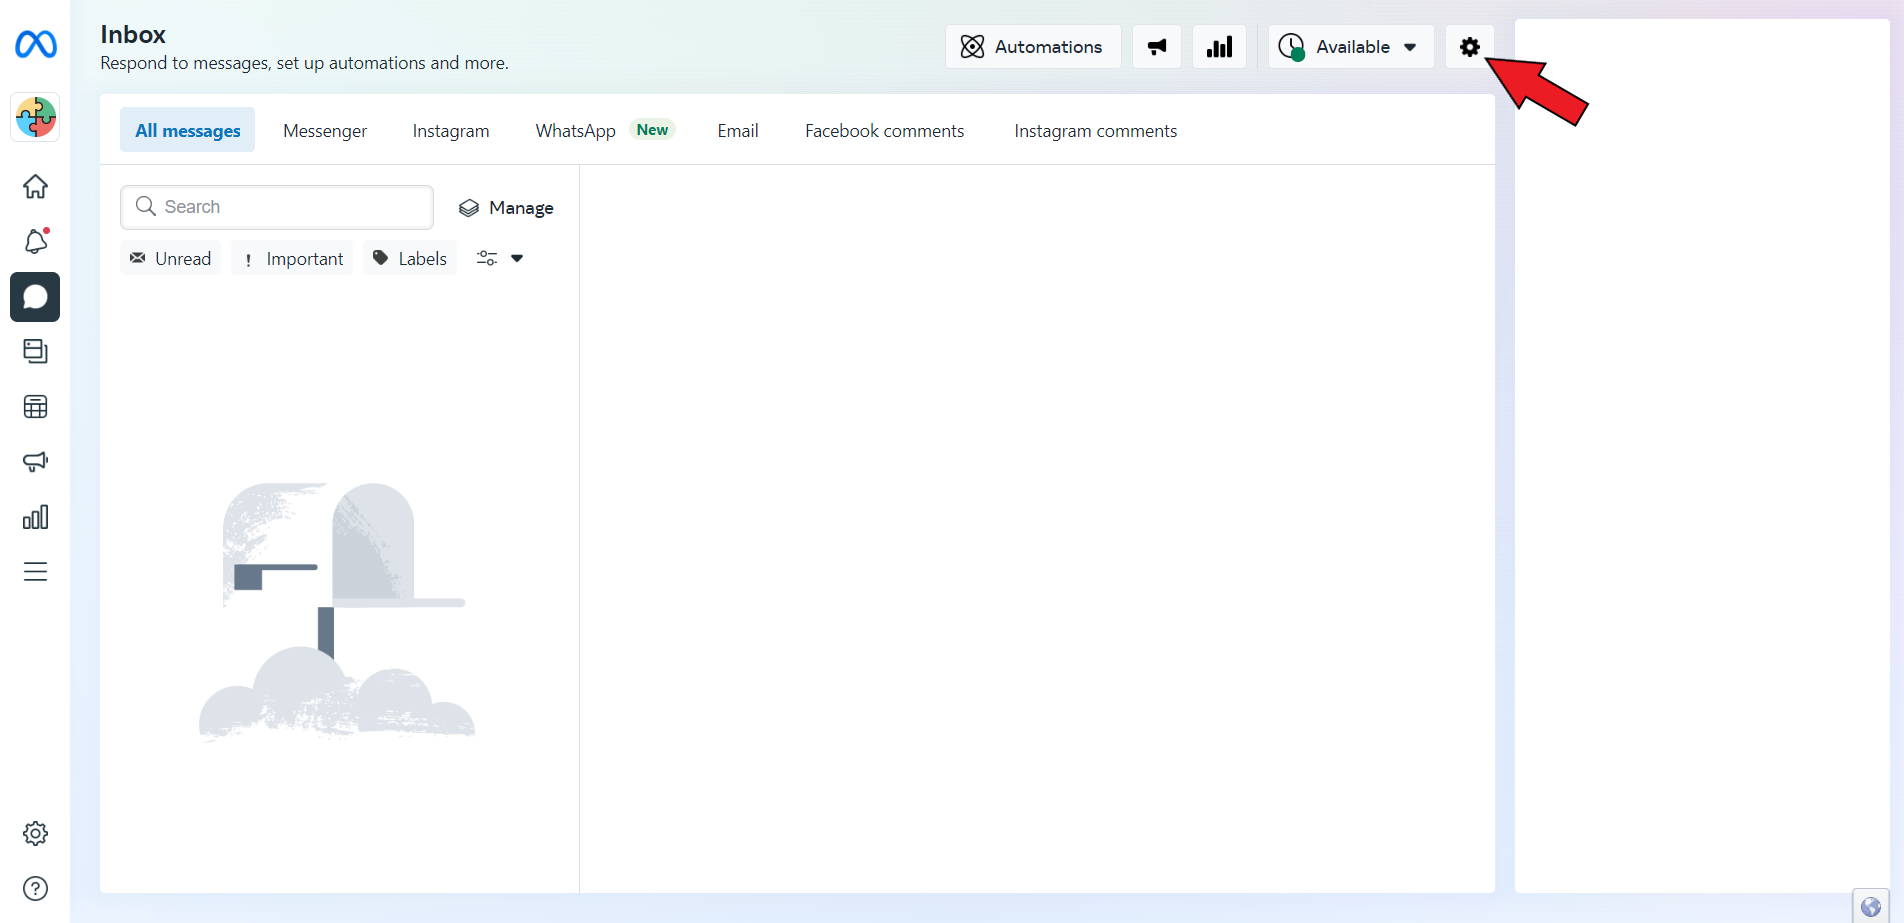 Inbox
Respond to messages, set up automations and more.
Automations
Available
All messages Messenger Instagram WhatsApp New Email Facebook comments Instagram comments
Search
Manage
Unread Important Labels